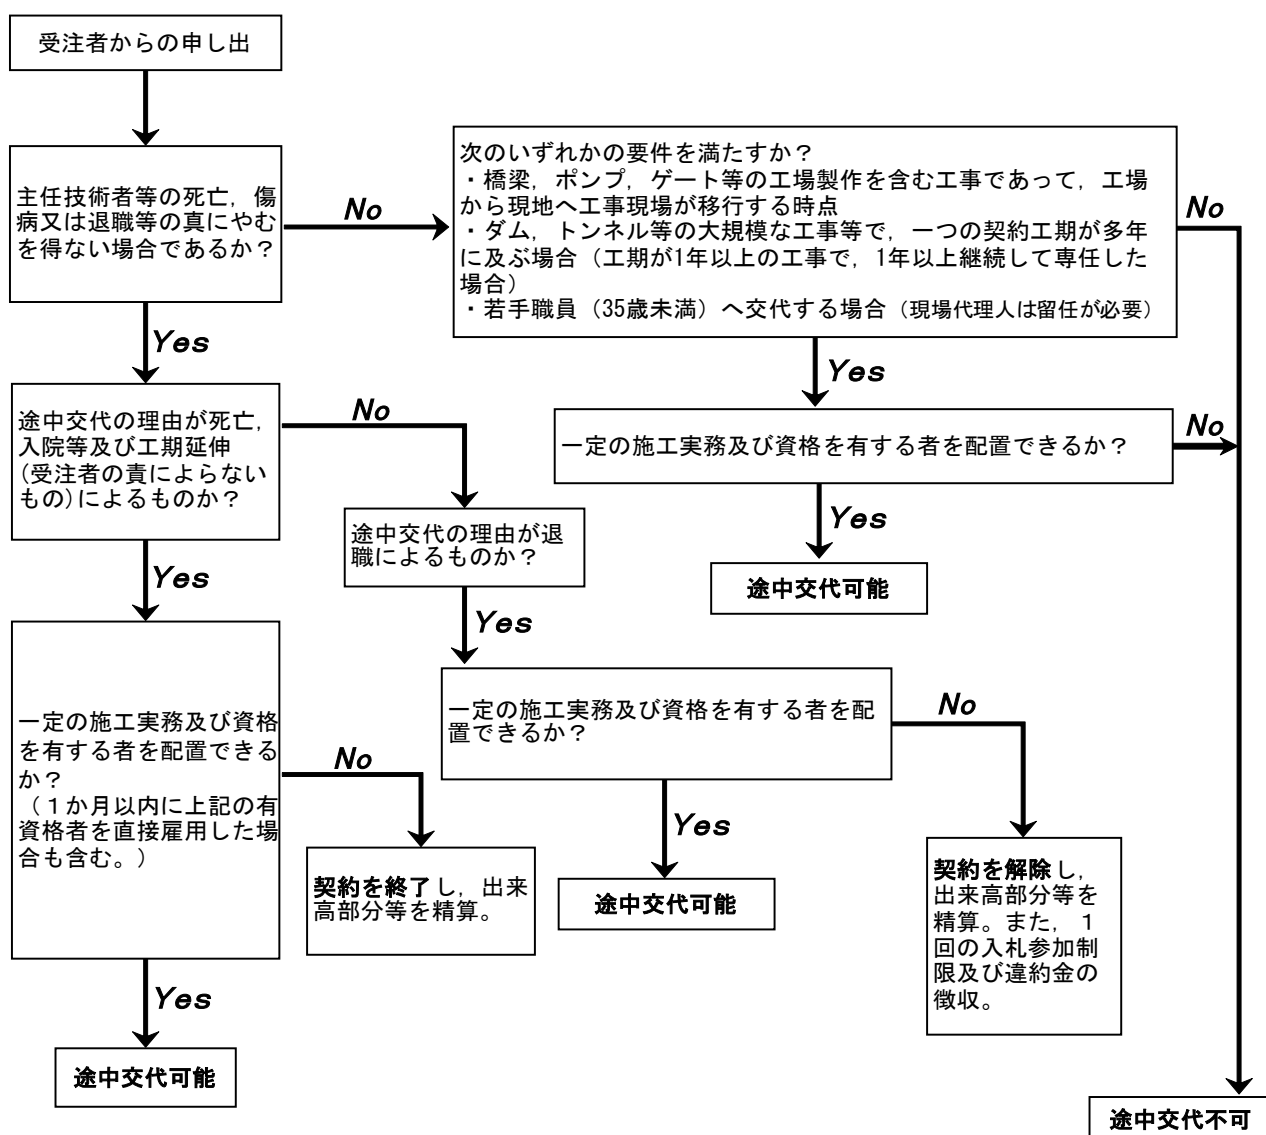 受注者からの申し出
主任技術者等の死亡，傷
病又は退職等の真にやむ
を得ない場合であるか？
No
次のいずれかの要件を満たすか？
・橋梁，ポンプ，ゲート等の工場製作を含む工事であって，工場
から現地へ工事現場が移行する時点
・ダム，トンネル等の大規模な工事等で，一つの契約工期が多年
に及ぶ場合（工期が1年以上の工事で，1年以上継続して専任した
場合）
・若手職員（35歳未満）へ交代する場合（現場代理人は留任が必要）
No
Yes
Yes
途中交代の理由が死亡，
入院等及び工期延伸
(受注者の責によらない
もの)によるものか？
No
一定の施工実務及び資格を有する者を配置できるか？
No
途中交代の理由が退
職によるものか？
Yes
途中交代可能
Yes
Yes
一定の施工実務及び資格
を有する者を配置できる
か？
（１か月以内に上記の有
資格者を直接雇用した場
合も含む。）
No
一定の施工実務及び資格を有する者を配
置できるか？
No
契約を終了し，出来
高部分等を精算。
Yes
途中交代可能
契約を解除し，
出来高部分等を
精算。また，１
回の入札参加制
限及び違約金の
徴収。
Yes
途中交代可能
途中交代不可